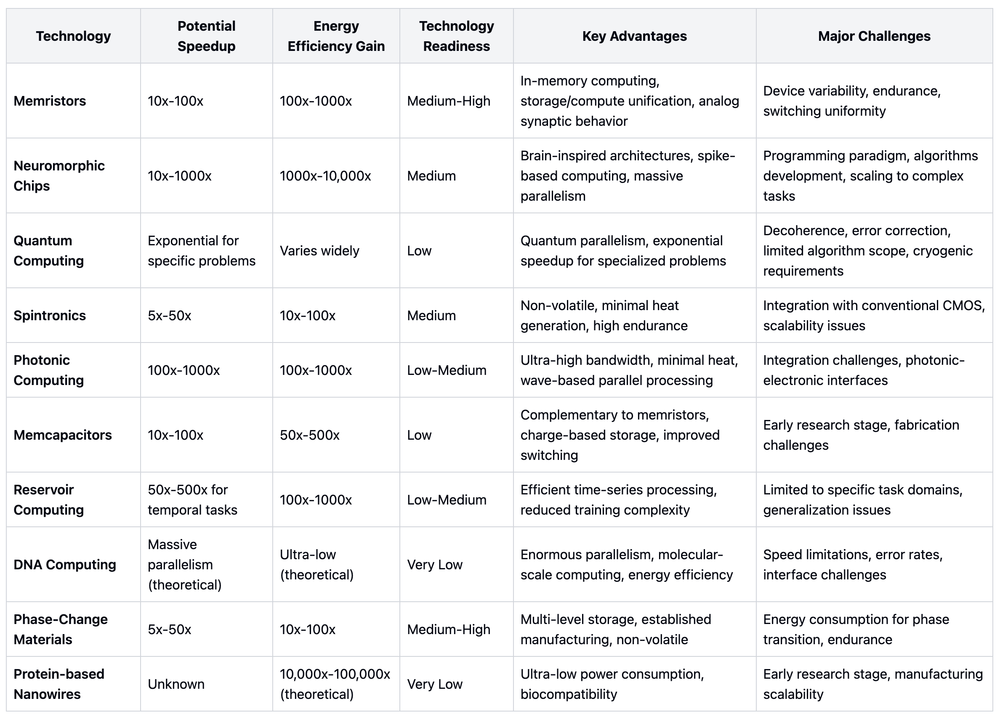 Technology
Potential
Speedup
Energy
Efficiency Gain
Technology
Readiness
Key Advantages
Major Challenges
Memristors
10x-100x
100x-1000x
Medium-High
In-memory computing,
storage/compute unification, analog
synaptic behavior
Device variability, endurance,
switching uniformity
Neuromorphic
Chips
10x-1000x
1000x-10,000x
Medium
Brain-inspired architectures, spike-
based computing, massive
parallelism
Programming paradigm, algorithms
development, scaling to complex
tasks
Quantum
Computing
Exponential for
specific problems
Varies widely
Low
Quantum parallelism, exponential
speedup for specialized problems
Decoherence, error correction,
limited algorithm scope, cryogenic
requirements
Spintronics
5x-50x
10x-100x
Medium
Non-volatile, minimal heat
generation, high endurance
Integration with conventional CMOS,
scalability issues
Photonic
Computing
100x-1000x
100x-1000x
Low-Medium
Ultra-high bandwidth, minimal heat,
wave-based parallel processing
Integration challenges, photonic-
electronic interfaces
Memcapacitors
10x-100x
50x-500x
Low
Complementary to memristors,
charge-based storage, improved
switching
Early research stage, fabrication
challenges
Reservoir
Computing
50x-500x for
temporal tasks
100x-1000x
Low-Medium
Efficient time-series processing,
reduced training complexity
Limited to specific task domains,
generalization issues
DNA Computing
Massive
parallelism
(theoretical)
Ultra-low
(theoretical)
Very Low
Enormous parallelism, molecular-
scale computing, energy efficiency
Speed limitations, error rates,
interface challenges
Phase-Change
Materials
5x-50x
10x-100x
Medium-High
Multi-level storage, established
manufacturing, non-volatile
Energy consumption for phase
transition, endurance
Protein-based
Nanowires
Unknown
10,000x-100,000x
(theoretical)
Very Low
Ultra-low power consumption,
biocompatibility
Early research stage, manufacturing
scalability